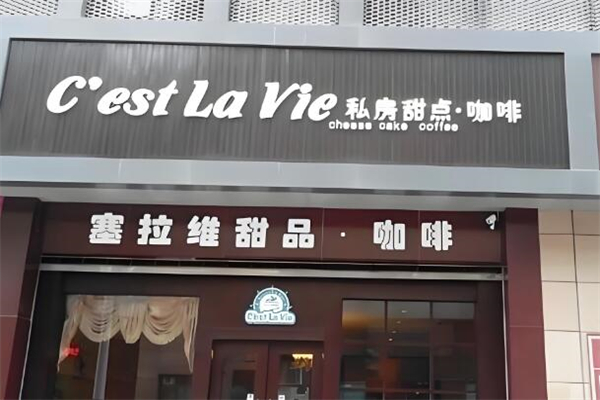 C'est La Vie 私房甜点·咖啡
cheese cake coffee
塞拉维甜品·咖啡
C'est La Vie